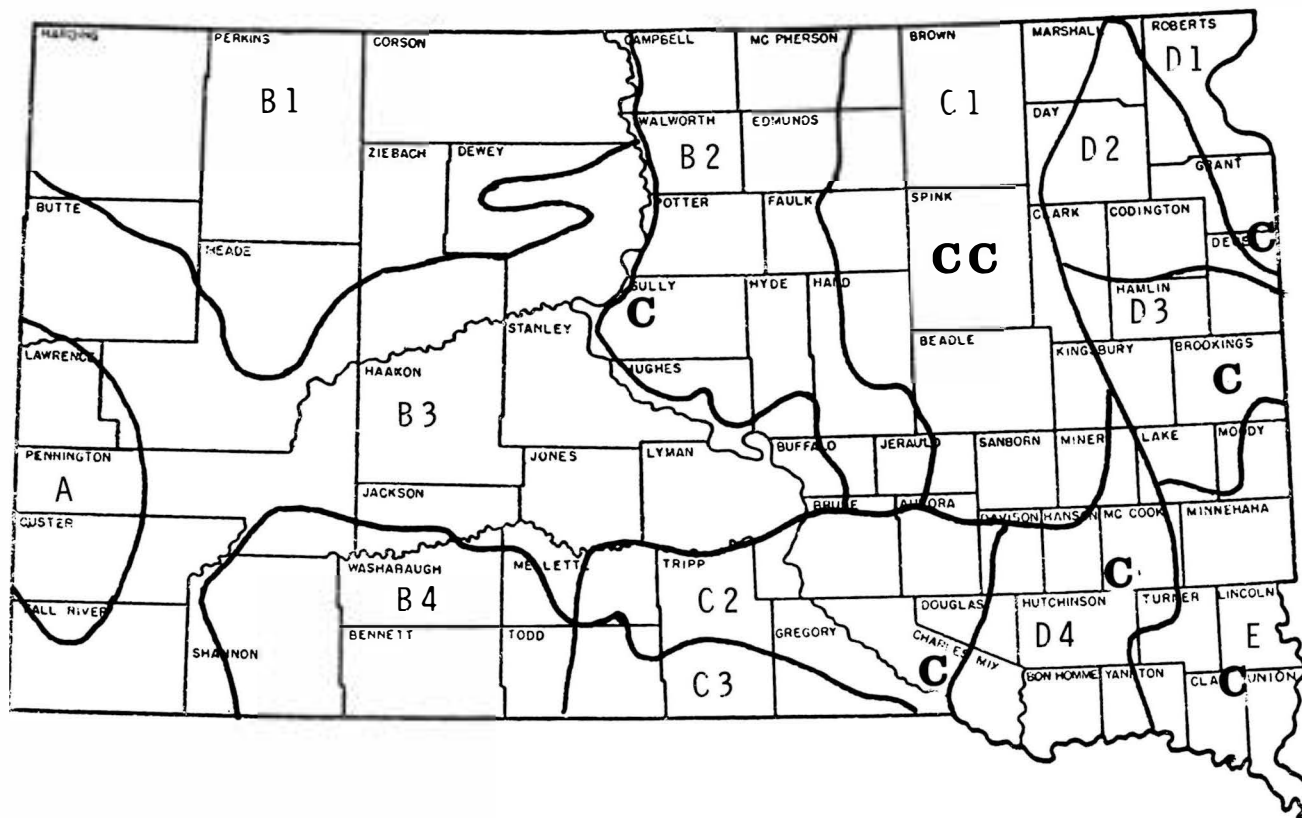 HARDING
PERKINS
CORSON
CAMPBELL
MC PHERSON
BROWN
MARSHALL
ROBERTS
D1
B1
C1
WALWORTH
EDMUNDS
DAY
ZIEBACH
DEWEY
B2
D2
GRANT
BUTTE
POTTER
FAULK
SPINK
CLARK
CODINGTON
MEADE
CC
C
SULLY
HYDE
HAND
HAMLIN
C
D3
STANLEY
LAWRENCE
BEADLE
KINGSBURY
BROOKINGS
HAAKON
HUGHES
C
B3
PENNINGTON
JONES
LYMAN
BUFFALO
JERAULD
SANBORN
MINER
LAKE
MOODY
A
JACKSON
BRULE
AURORA
CUSTER
DAVISON
HANSON
MC COOK
MINNEHAHA
WASHABAUGH
MELLETTE
TRIPP
C
B4
C2
DOUGLAS
HUTCHINSON
TURNER
LINCOLN
FALL RIVER
BENNETT
TODD
GREGORY
CHARLES MIX
D4
E
SHANNON
C3
C
BON HOMME
YANKTON
C
UNION